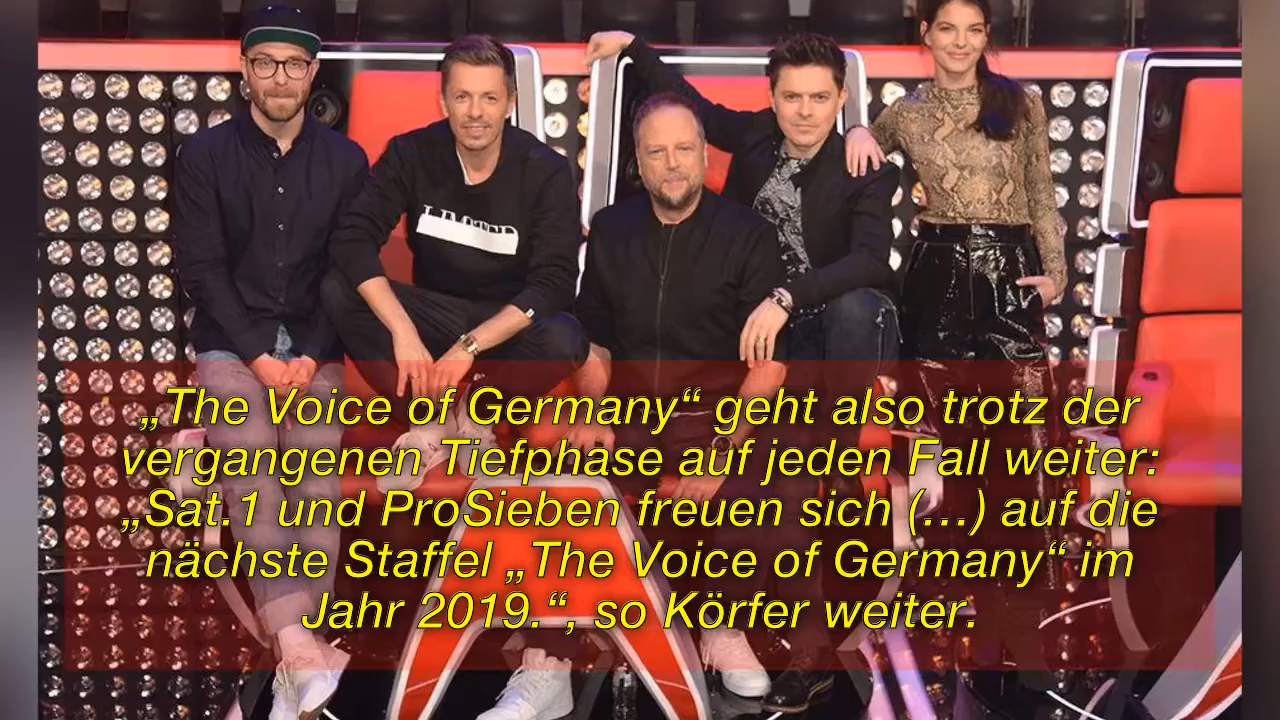 „The Voice of Germany“ geht also trotz der
vergangenen Tiefphase auf jeden Fall weiter:
„Sat.1 und ProSieben freuen sich (...) auf die
nächste Staffel „The Voice of Germany“ im
Jahr 2019.“, so Körfer weiter.